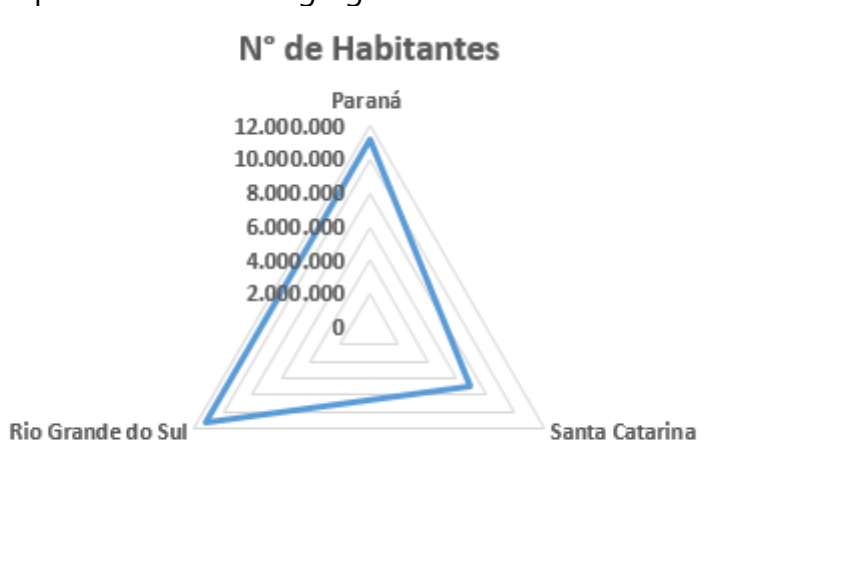 N° de Habitantes
Paraná
12.000.000
10.000.000
8.000.000
6.000.000
4.000.000
2.000.000
0
Rio Grande do Sul
Santa Catarina